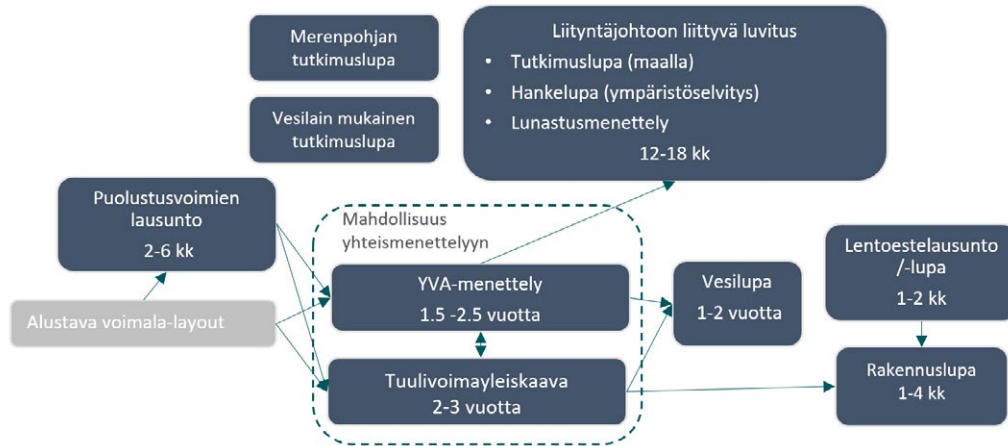 Merenpohjan
tutkimuslupa
Vesilain mukainen
tutkimuslupa
Liityntäjohtoon liittyvä luvitus
• Tutkimuslupa (maalla)
• Hankelupa (ympäristöselvitys)
• Lunastusmenettely
12-18 kk
Puolustusvoimien
lausunto
2-6 kk
Alustava voimala-layout
Mahdollisuus
yhteismenettelyyn
YVA-menettely
1.5 -2.5 vuotta
Tuulivoimayleiskaava
2-3 vuotta
Vesilupa
1-2 vuotta
Lentoestelausunto
/-lupa
1-2 kk
Rakennuslupa
1-4 kk